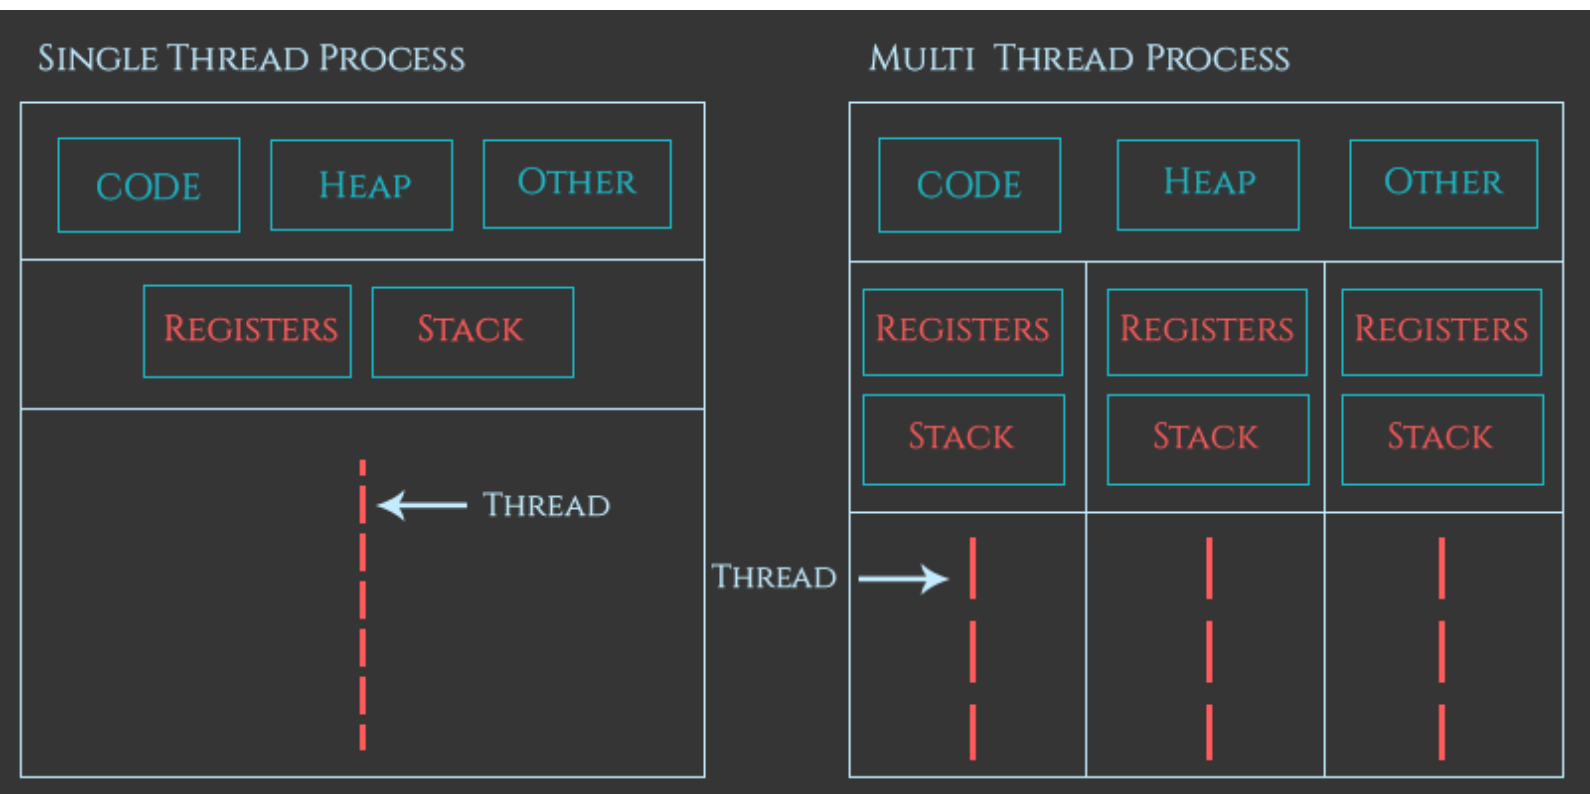 Single Thread Process
Code
Heap
Other
Registers
Stack
Thread
Multi Thread Process
Code
Heap
Other
Registers
Registers
Registers
Stack
Stack
Stack
Thread